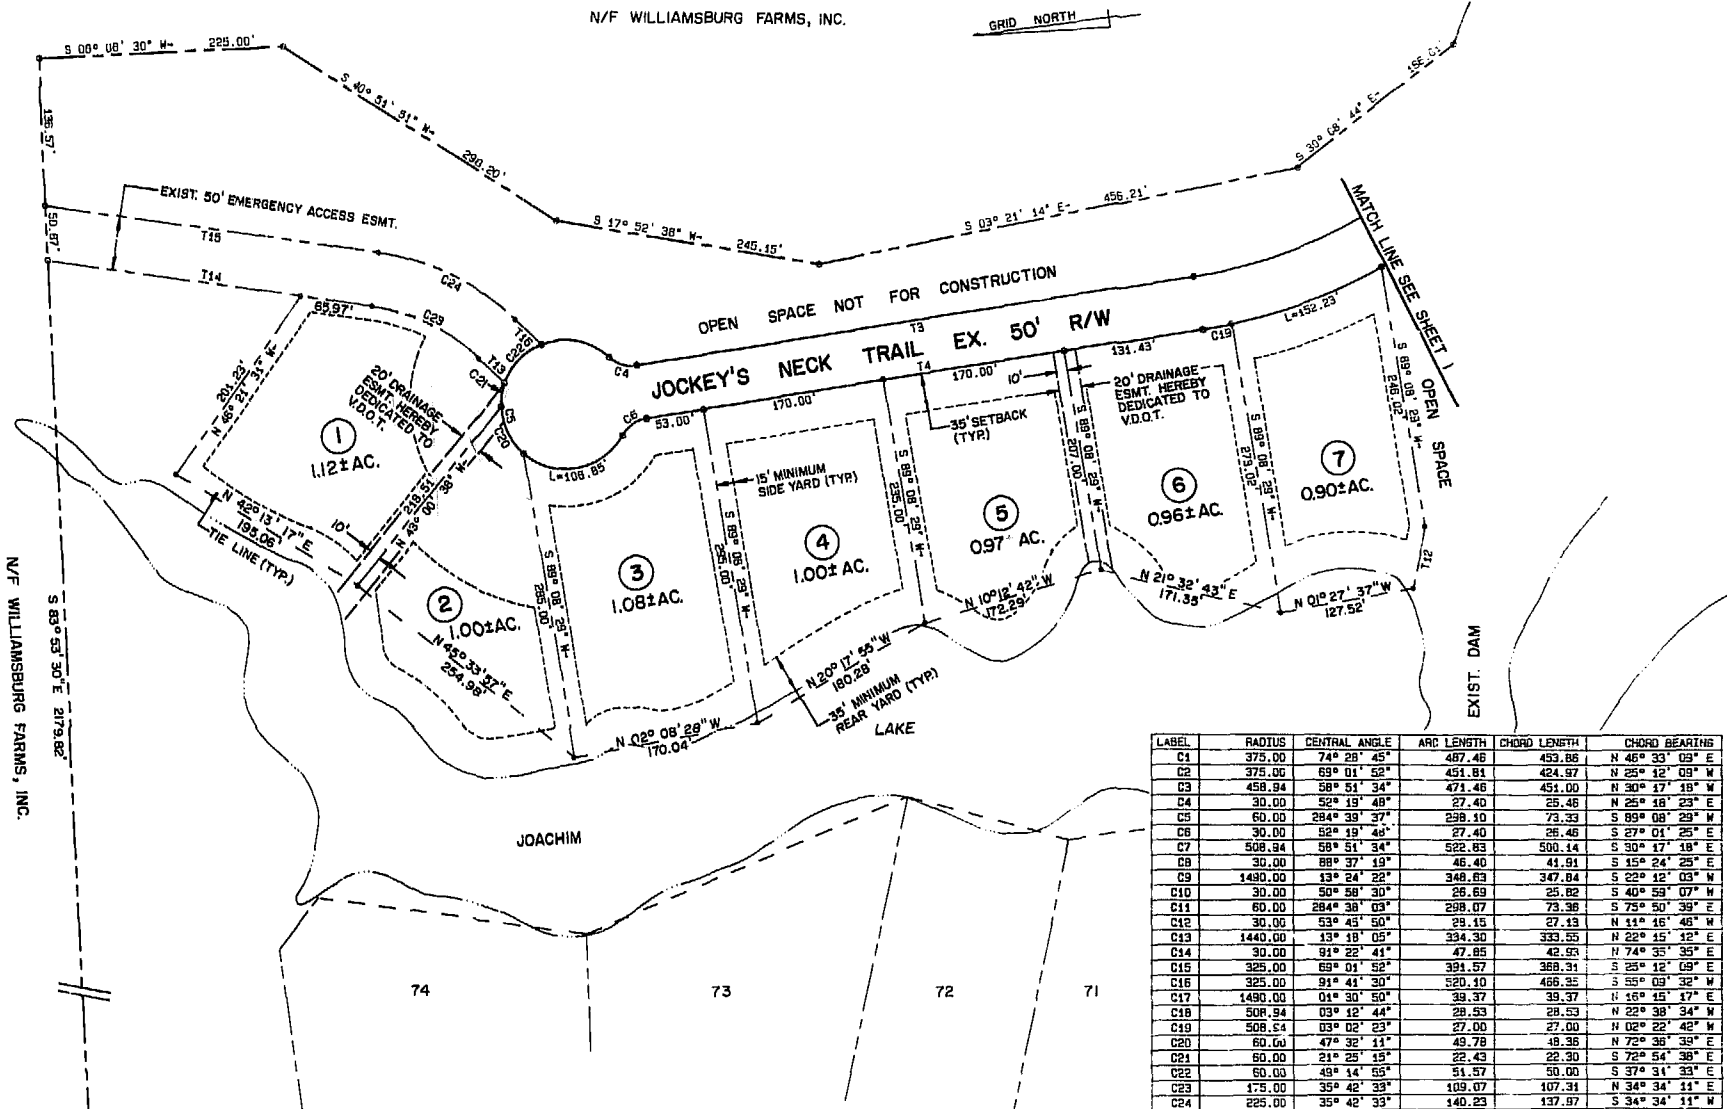 N/F WILLIAMSBURG FARMS, INC.
GRID NORTH
S 06° 08' 30" W- 225.00'
S 40° 51' 51" W-
290.20'
S 17° 52' 38" W-
245.15'
S 03° 21' 14" E- 456.21'
S 30° 08' 44" E-
136.57'
50.87'
EXIST. 50' EMERGENCY ACCESS ESMT.
T15
T14
C24
65.97'
C23
T13
C22
T16
C21
C5
C20
C4
C6
53.00'
L=108.85'
OPEN SPACE NOT FOR CONSTRUCTION
T3
JOCKEY'S NECK TRAIL EX. 50' R/W
T4
170.00'
170.00'
10'
131.43'
C19
L=152.23'
MATCH LINE SEE SHEET 1
OPEN SPACE
S 89° 08' 29" W-
246.02'
T12
201.23'
N 46° 21' 31" W-
20' DRAINAGE
ESMT. HEREBY
DEDICATED TO
V.D.O.T.
1
1.12± AC.
N 42° 13' 17" E
195.06'
TIE LINE (TYP.)
10'
218.51'
N 43° 00' 38" W-
2
1.00± AC.
N 45° 33' 57" E
254.98'
S 89° 08' 29" W-
285.00'
3
1.08± AC.
N 02° 08' 28" W
170.04'
15' MINIMUM
SIDE YARD (TYP.)
S 89° 08' 29" W-
295.00'
4
1.00± AC.
N 20° 17' 55" W
180.28'
35' MINIMUM
REAR YARD (TYP.)
S 89° 08' 29" W-
235.00'
35' SETBACK
(TYP.)
5
0.97± AC.
N 10° 12' 42" W
172.29'
20' DRAINAGE
ESMT. HEREBY
DEDICATED TO
V.D.O.T.
S 89° 08' 29" W-
207.00'
6
0.96± AC.
N 21° 32' 43" E
171.35'
S 89° 08' 29" W-
273.02'
7
0.90± AC.
N 01° 27' 37" W
127.52'
EXIST. DAM
LAKE
JOACHIM
N/F WILLIAMSBURG FARMS, INC.
S 83° 53' 30" E 2179.82'
74
73
72
71
LABEL RADIUS CENTRAL ANGLE ARC LENGTH CHORD LENGTH CHORD BEARING
C1 375.00 74° 28' 45" 487.46 453.86 N 46° 33' 09" E
C2 375.00 69° 01' 52" 451.81 424.97 N 25° 12' 09" W
C3 458.94 58° 51' 34" 471.46 451.00 N 30° 17' 18" W
C4 30.00 52° 19' 48" 27.40 26.46 N 25° 18' 23" E
C5 60.00 284° 39' 37" 298.10 73.33 S 89° 08' 29" W
C6 30.00 52° 19' 48" 27.40 26.46 S 27° 01' 25" E
C7 508.94 58° 51' 34" 522.83 500.14 S 30° 17' 18" E
C8 30.00 88° 37' 19" 46.40 41.91 S 15° 24' 25" E
C9 1490.00 13° 24' 22" 348.63 347.84 S 22° 12' 03" W
C10 30.00 50° 58' 30" 26.69 25.82 S 40° 59' 07" W
C11 60.00 284° 38' 03" 298.07 73.36 S 75° 50' 39" E
C12 30.00 53° 45' 50" 28.15 27.13 N 11° 16' 46" W
C13 1440.00 13° 18' 05" 334.30 333.55 N 22° 15' 12" E
C14 30.00 91° 22' 41" 47.85 42.93 N 74° 35' 35" E
C15 325.00 69° 01' 52" 391.57 368.31 S 25° 12' 09" E
C16 325.00 91° 41' 30" 520.10 466.35 S 55° 09' 32" W
C17 1490.00 01° 30' 50" 39.37 39.37 N 16° 15' 17" E
C18 508.94 03° 12' 44" 28.53 28.53 N 22° 38' 34" W
C19 508.94 03° 02' 23" 27.00 27.00 N 02° 22' 42" W
C20 60.00 47° 32' 11" 49.78 48.36 N 72° 36' 39" E
C21 60.00 21° 25' 15" 22.43 22.30 S 72° 54' 38" E
C22 60.00 49° 14' 55" 51.57 50.00 S 37° 31' 33" E
C23 175.00 35° 42' 33" 109.07 107.31 N 34° 34' 11" E
C24 225.00 35° 42' 33" 140.23 137.97 S 34° 34' 11" W